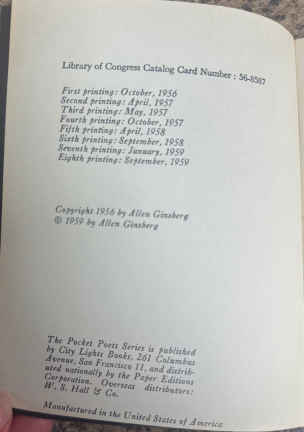 Library of Congress Catalog Card Number : 56-8587
First printing: October, 1956
Second printing: April, 1957
Third printing: May, 1957
Fourth printing: October, 1957
Fifth printing: April, 1958
Sixth printing: September, 1958
Seventh printing: January, 1959
Eighth printing: September, 1959
Copyright 1956 by Allen Ginsberg
© 1959 by Allen Ginsberg
The Pocket Poets Series is published
by City Lights Books, 261 Columbus
Avenue, San Francisco 11, and distrib-
uted nationally by the Paper Editions
Corporation. Overseas distributors:
W. S. Hall & Co.
Manufactured in the United States of America